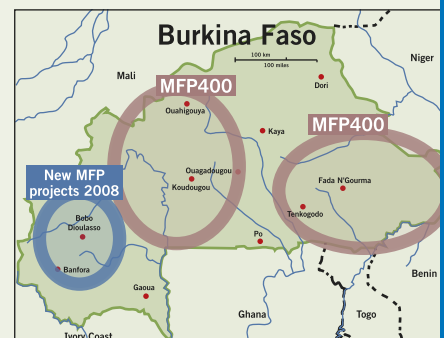 Burkina Faso
100 km
100 miles
Niger
Mali
MFP400
Dori
Ouahigouya
MFP400
Kaya
New MFP
projects 2008
Ouagadougou
Koudougou
Fada N'Gourma
Tenkogodo
Bobo
Dioulasso
Po
Banfora
Benin
Gaoua
Ghana
Togo
Ivory Coast